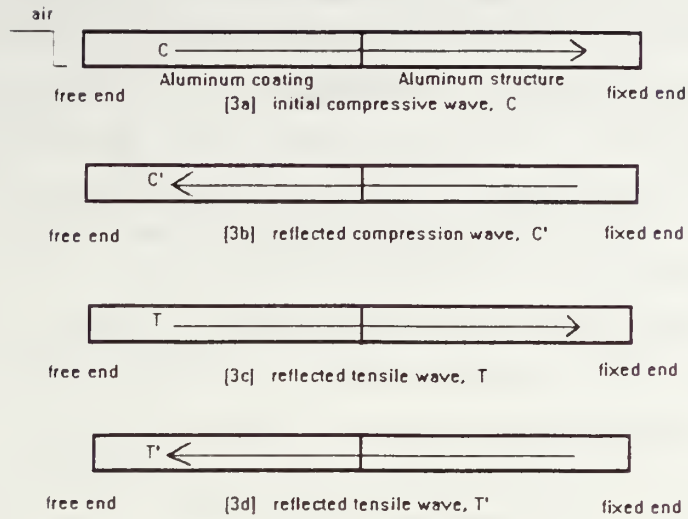 air
C
Aluminum coating Aluminum structure
free end [3a] initial compressive wave, C fixed end
C'
free end [3b] reflected compression wave, C' fixed end
T
free end [3c] reflected tensile wave, T fixed end
T'
free end [3d] reflected tensile wave, T' fixed end